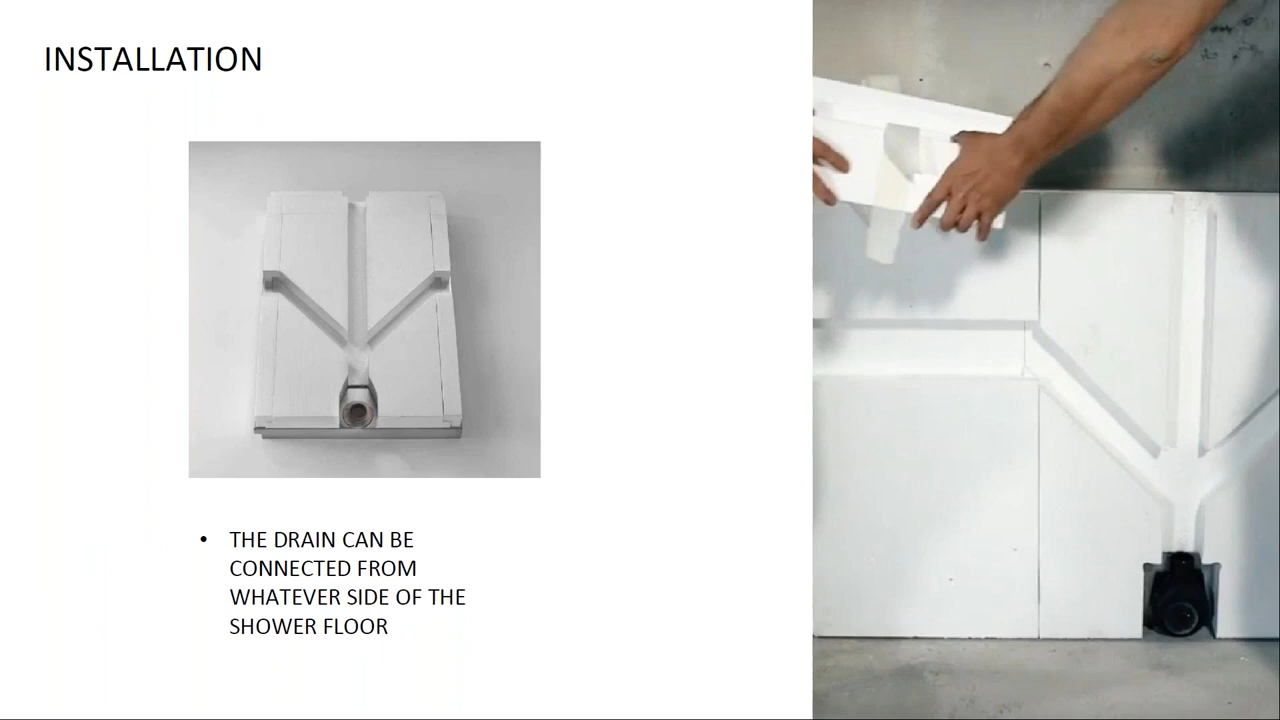 INSTALLATION
• THE DRAIN CAN BE
CONNECTED FROM
WHATEVER SIDE OF THE
SHOWER FLOOR